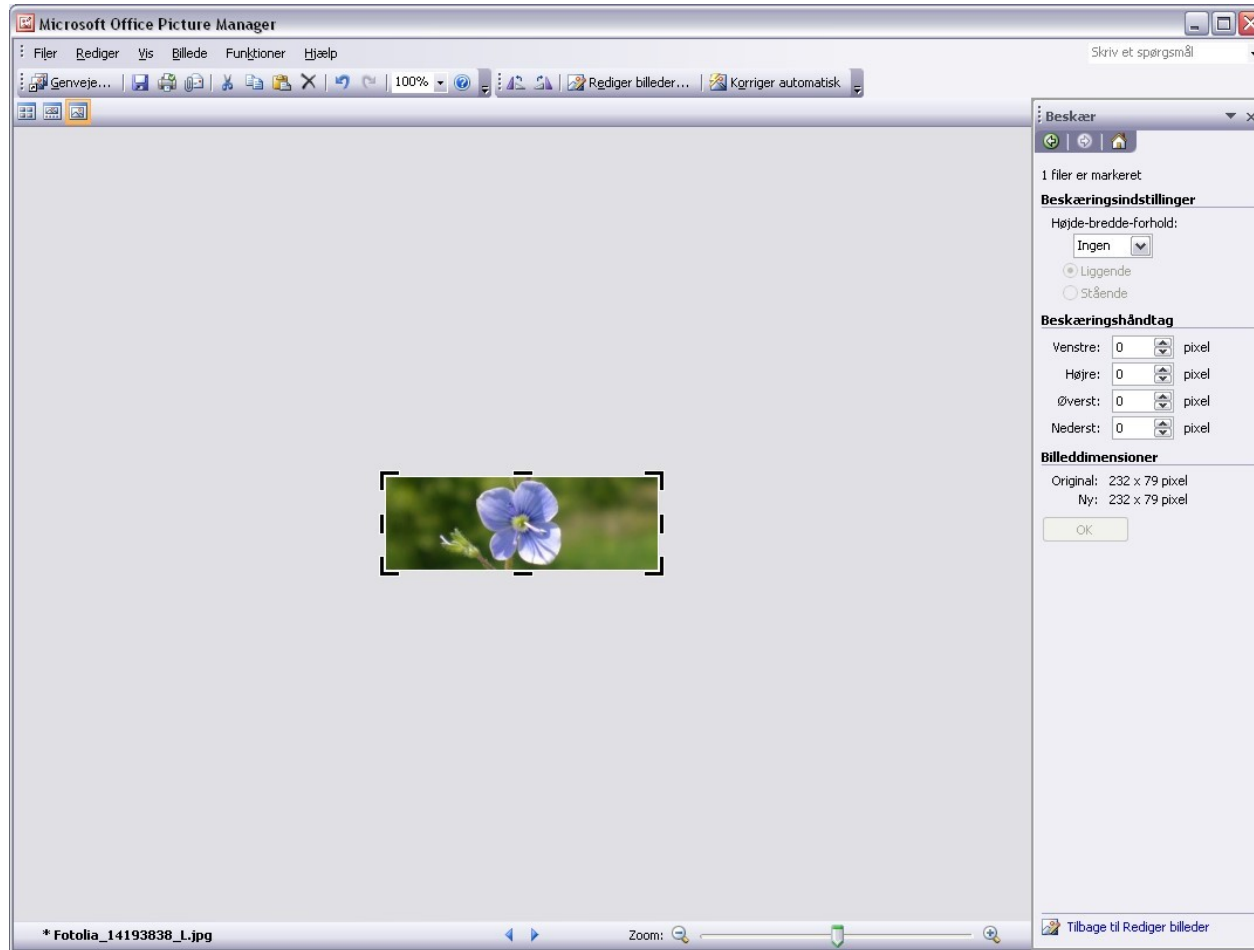 Microsoft Office Picture Manager
Filer Rediger Vis Billede Funktioner Hjælp Skriv et spørgsmål
Genveje... 100% Rediger billeder... Korriger automatisk
Beskær
1 filer er markeret
Beskæringsindstillinger
Højde-bredde-forhold:
Ingen
Liggende
Stående
Beskæringshåndtag
Venstre: 0 pixel
Højre: 0 pixel
Øverst: 0 pixel
Nederst: 0 pixel
Billeddimensioner
Original: 232 x 79 pixel
Ny: 232 x 79 pixel
OK
Tilbage til Rediger billeder
* Fotolia_14193838_L.jpg Zoom: